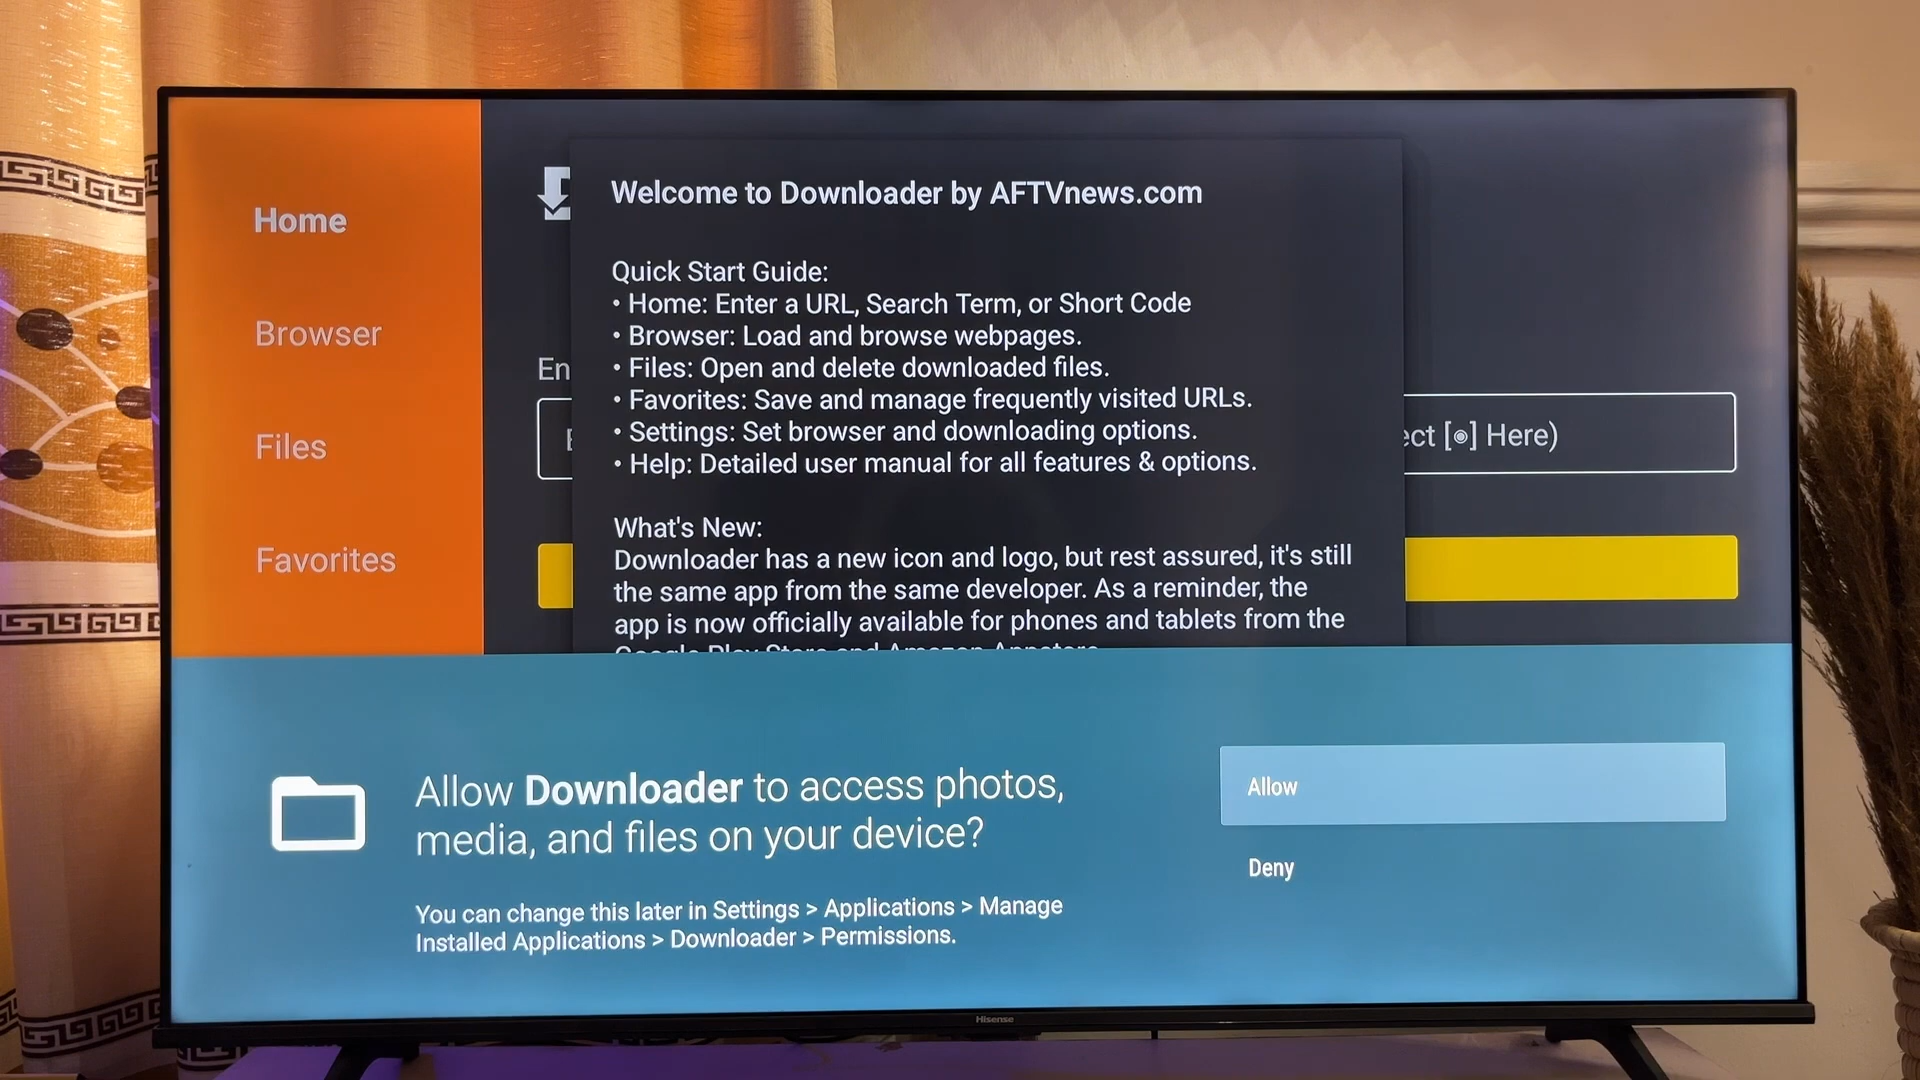 Home
Browser
Files
Favorites
Welcome to Downloader by AFTVnews.com
Quick Start Guide:
• Home: Enter a URL, Search Term, or Short Code
• Browser: Load and browse webpages.
• Files: Open and delete downloaded files.
• Favorites: Save and manage frequently visited URLs.
• Settings: Set browser and downloading options.
• Help: Detailed user manual for all features & options.
What's New:
Downloader has a new icon and logo, but rest assured, it's still
the same app from the same developer. As a reminder, the
app is now officially available for phones and tablets from the
Google Play Store and Amazon Appstore.
En
ect [◉] Here)
Allow Downloader to access photos,
media, and files on your device?
You can change this later in Settings > Applications > Manage
Installed Applications > Downloader > Permissions.
Allow
Deny
Hisense